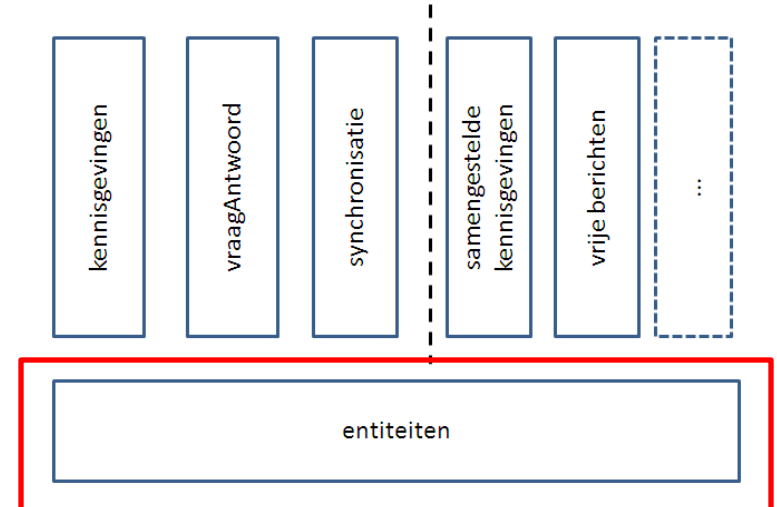 kennisgevingen
vraagAntwoord
synchronisatie
samengestelde
kennisgevingen
vrije berichten
...
entiteiten